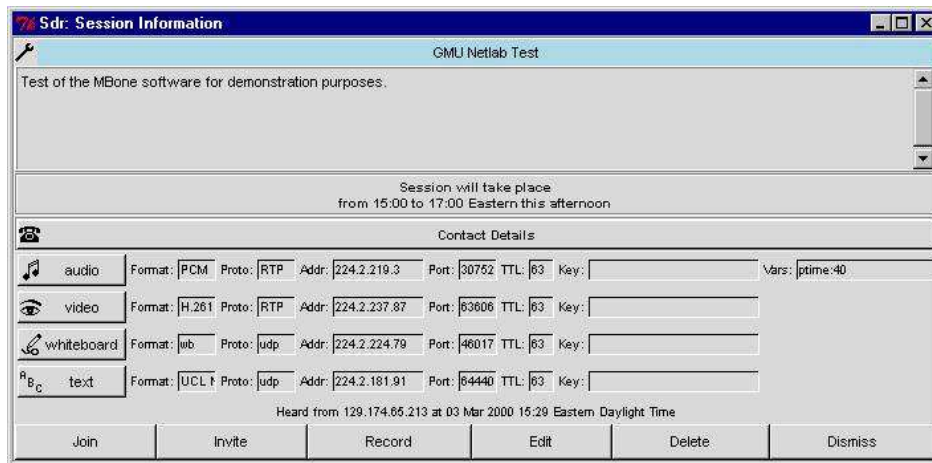 Sdr: Session Information
GMU Netlab Test
Test of the MBone software for demonstration purposes.
Session will take place
from 15:00 to 17:00 Eastern this afternoon
Contact Details
audio Format: PCM Proto: RTP Addr: 224.2.219.3 Port: 30752 TTL: 63 Key: Vars: ptime:40
video Format: H.261 Proto: RTP Addr: 224.2.237.87 Port: 63606 TTL: 63 Key:
whiteboard Format: wb Proto: udp Addr: 224.2.224.79 Port: 46017 TTL: 63 Key:
text Format: UCL Proto: udp Addr: 224.2.181.91 Port: 64440 TTL: 63 Key:
Heard from 129.174.65.213 at 03 Mar 2000 15:29 Eastern Daylight Time
Join Invite Record Edit Delete Dismiss